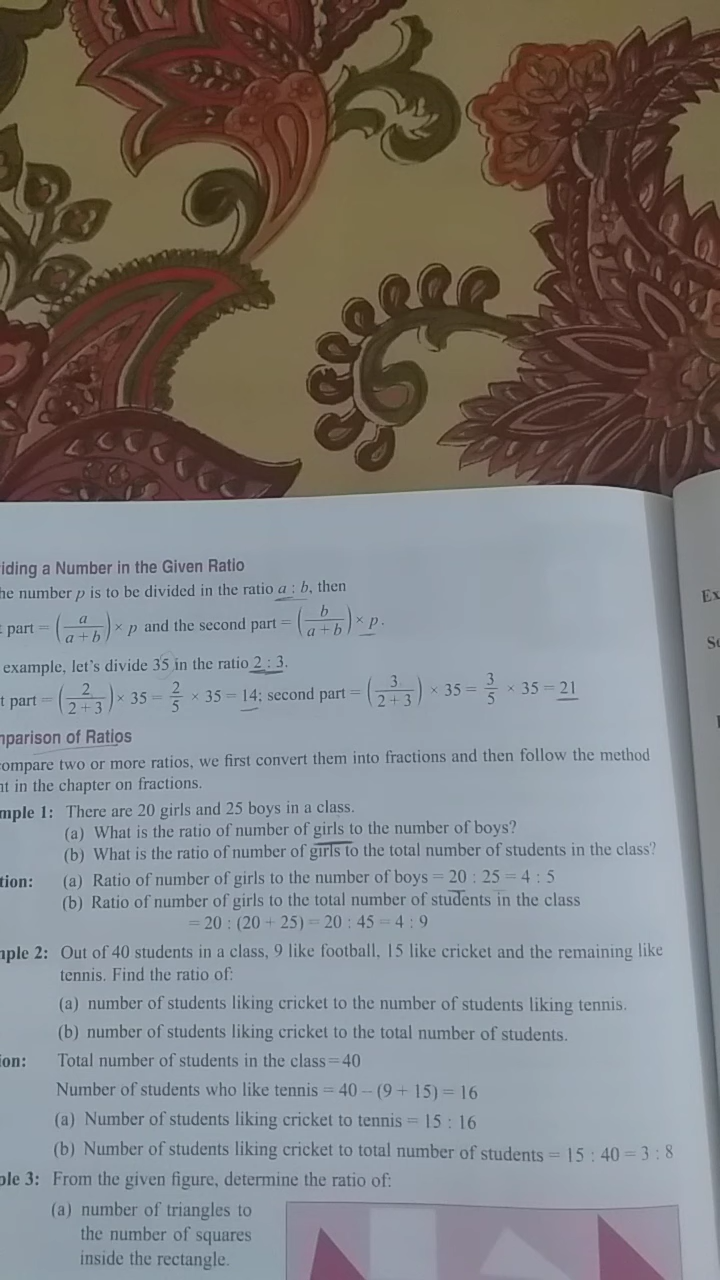 iding a Number in the Given Ratio
he number p is to be divided in the ratio a : b, then
part = (a/(a + b)) × p and the second part = (b/(a + b)) × p.
example, let's divide 35 in the ratio 2 : 3.
t part = (2/(2 + 3)) × 35 = 2/5 × 35 = 14; second part = (3/(2 + 3)) × 35 = 3/5 × 35 = 21
nparison of Ratios
compare two or more ratios, we first convert them into fractions and then follow the method
nt in the chapter on fractions.
mple 1: There are 20 girls and 25 boys in a class.
(a) What is the ratio of number of girls to the number of boys?
(b) What is the ratio of number of girls to the total number of students in the class?
tion: (a) Ratio of number of girls to the number of boys = 20 : 25 = 4 : 5
(b) Ratio of number of girls to the total number of students in the class
= 20 : (20 + 25) = 20 : 45 = 4 : 9
nple 2: Out of 40 students in a class, 9 like football, 15 like cricket and the remaining like
tennis. Find the ratio of:
(a) number of students liking cricket to the number of students liking tennis.
(b) number of students liking cricket to the total number of students.
ion: Total number of students in the class = 40
Number of students who like tennis = 40 – (9 + 15) = 16
(a) Number of students liking cricket to tennis = 15 : 16
(b) Number of students liking cricket to total number of students = 15 : 40 = 3 : 8
ple 3: From the given figure, determine the ratio of:
(a) number of triangles to
the number of squares
inside the rectangle.
Ex